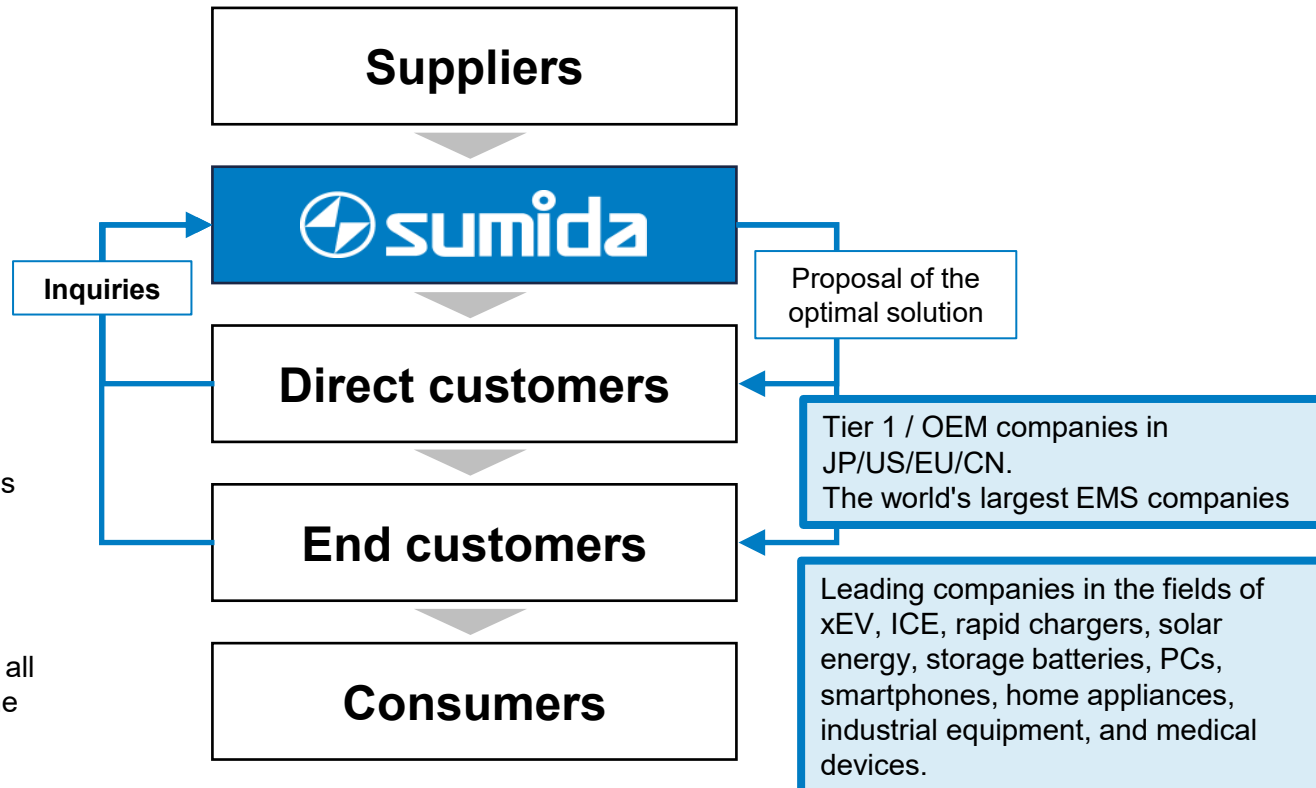 Suppliers
sumida
Inquiries
Proposal of the
optimal solution
Direct customers
Tier 1 / OEM companies in
JP/US/EU/CN.
The world's largest EMS companies
s
End customers
Leading companies in the fields of
xEV, ICE, rapid chargers, solar
energy, storage batteries, PCs,
smartphones, home appliances,
industrial equipment, and medical
devices.
all
e
Consumers